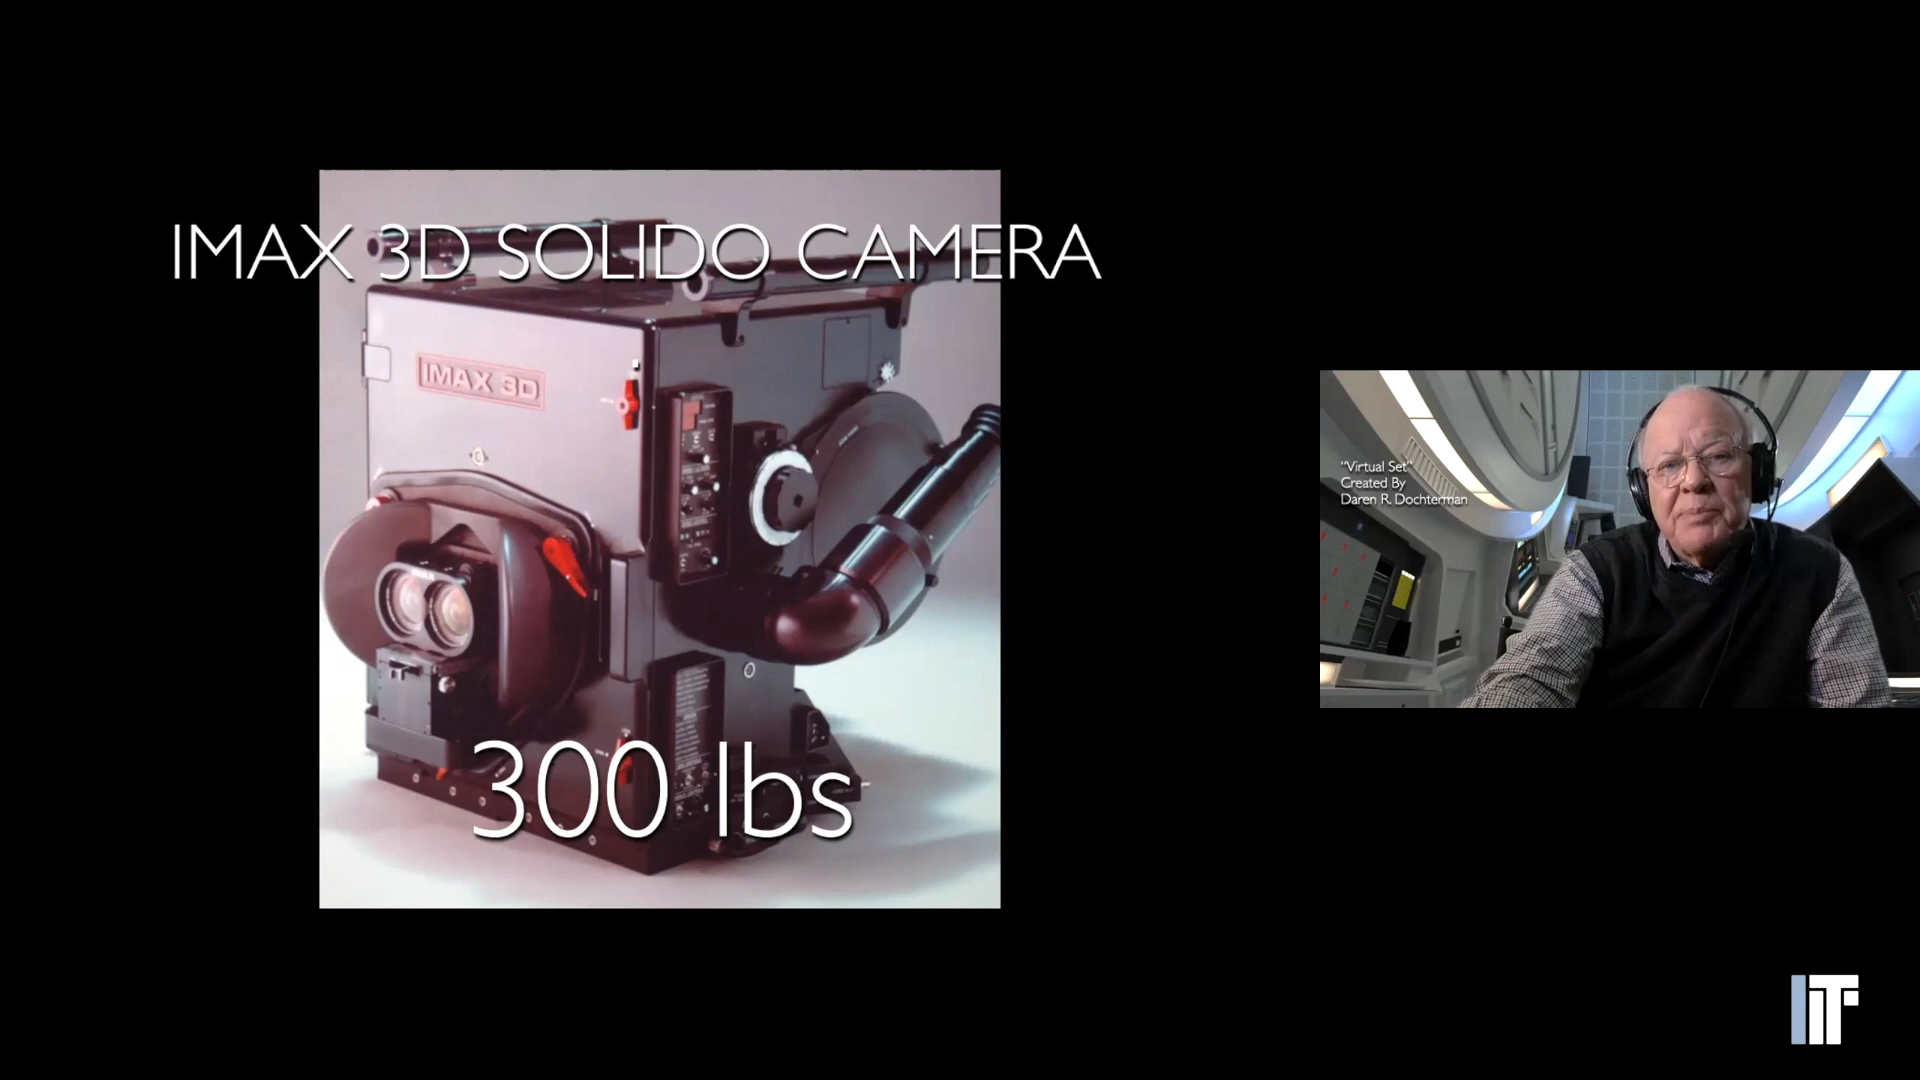 IMAX 3D SOLIDO CAMERA
IMAX 3D
300 lbs
"Virtual Set"
Created By
Daren R. Dochterman